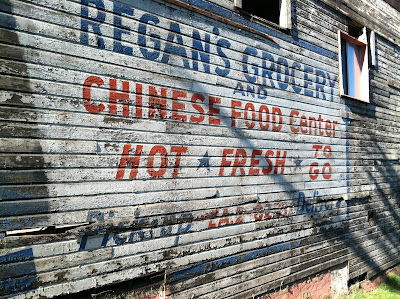 REGAN'S GROCERY
AND
CHINESE FOOD Center
HOT ★ FRESH ★ TO GO